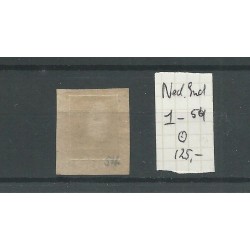 Ned. Ind
1 - 54
⊙
125,-